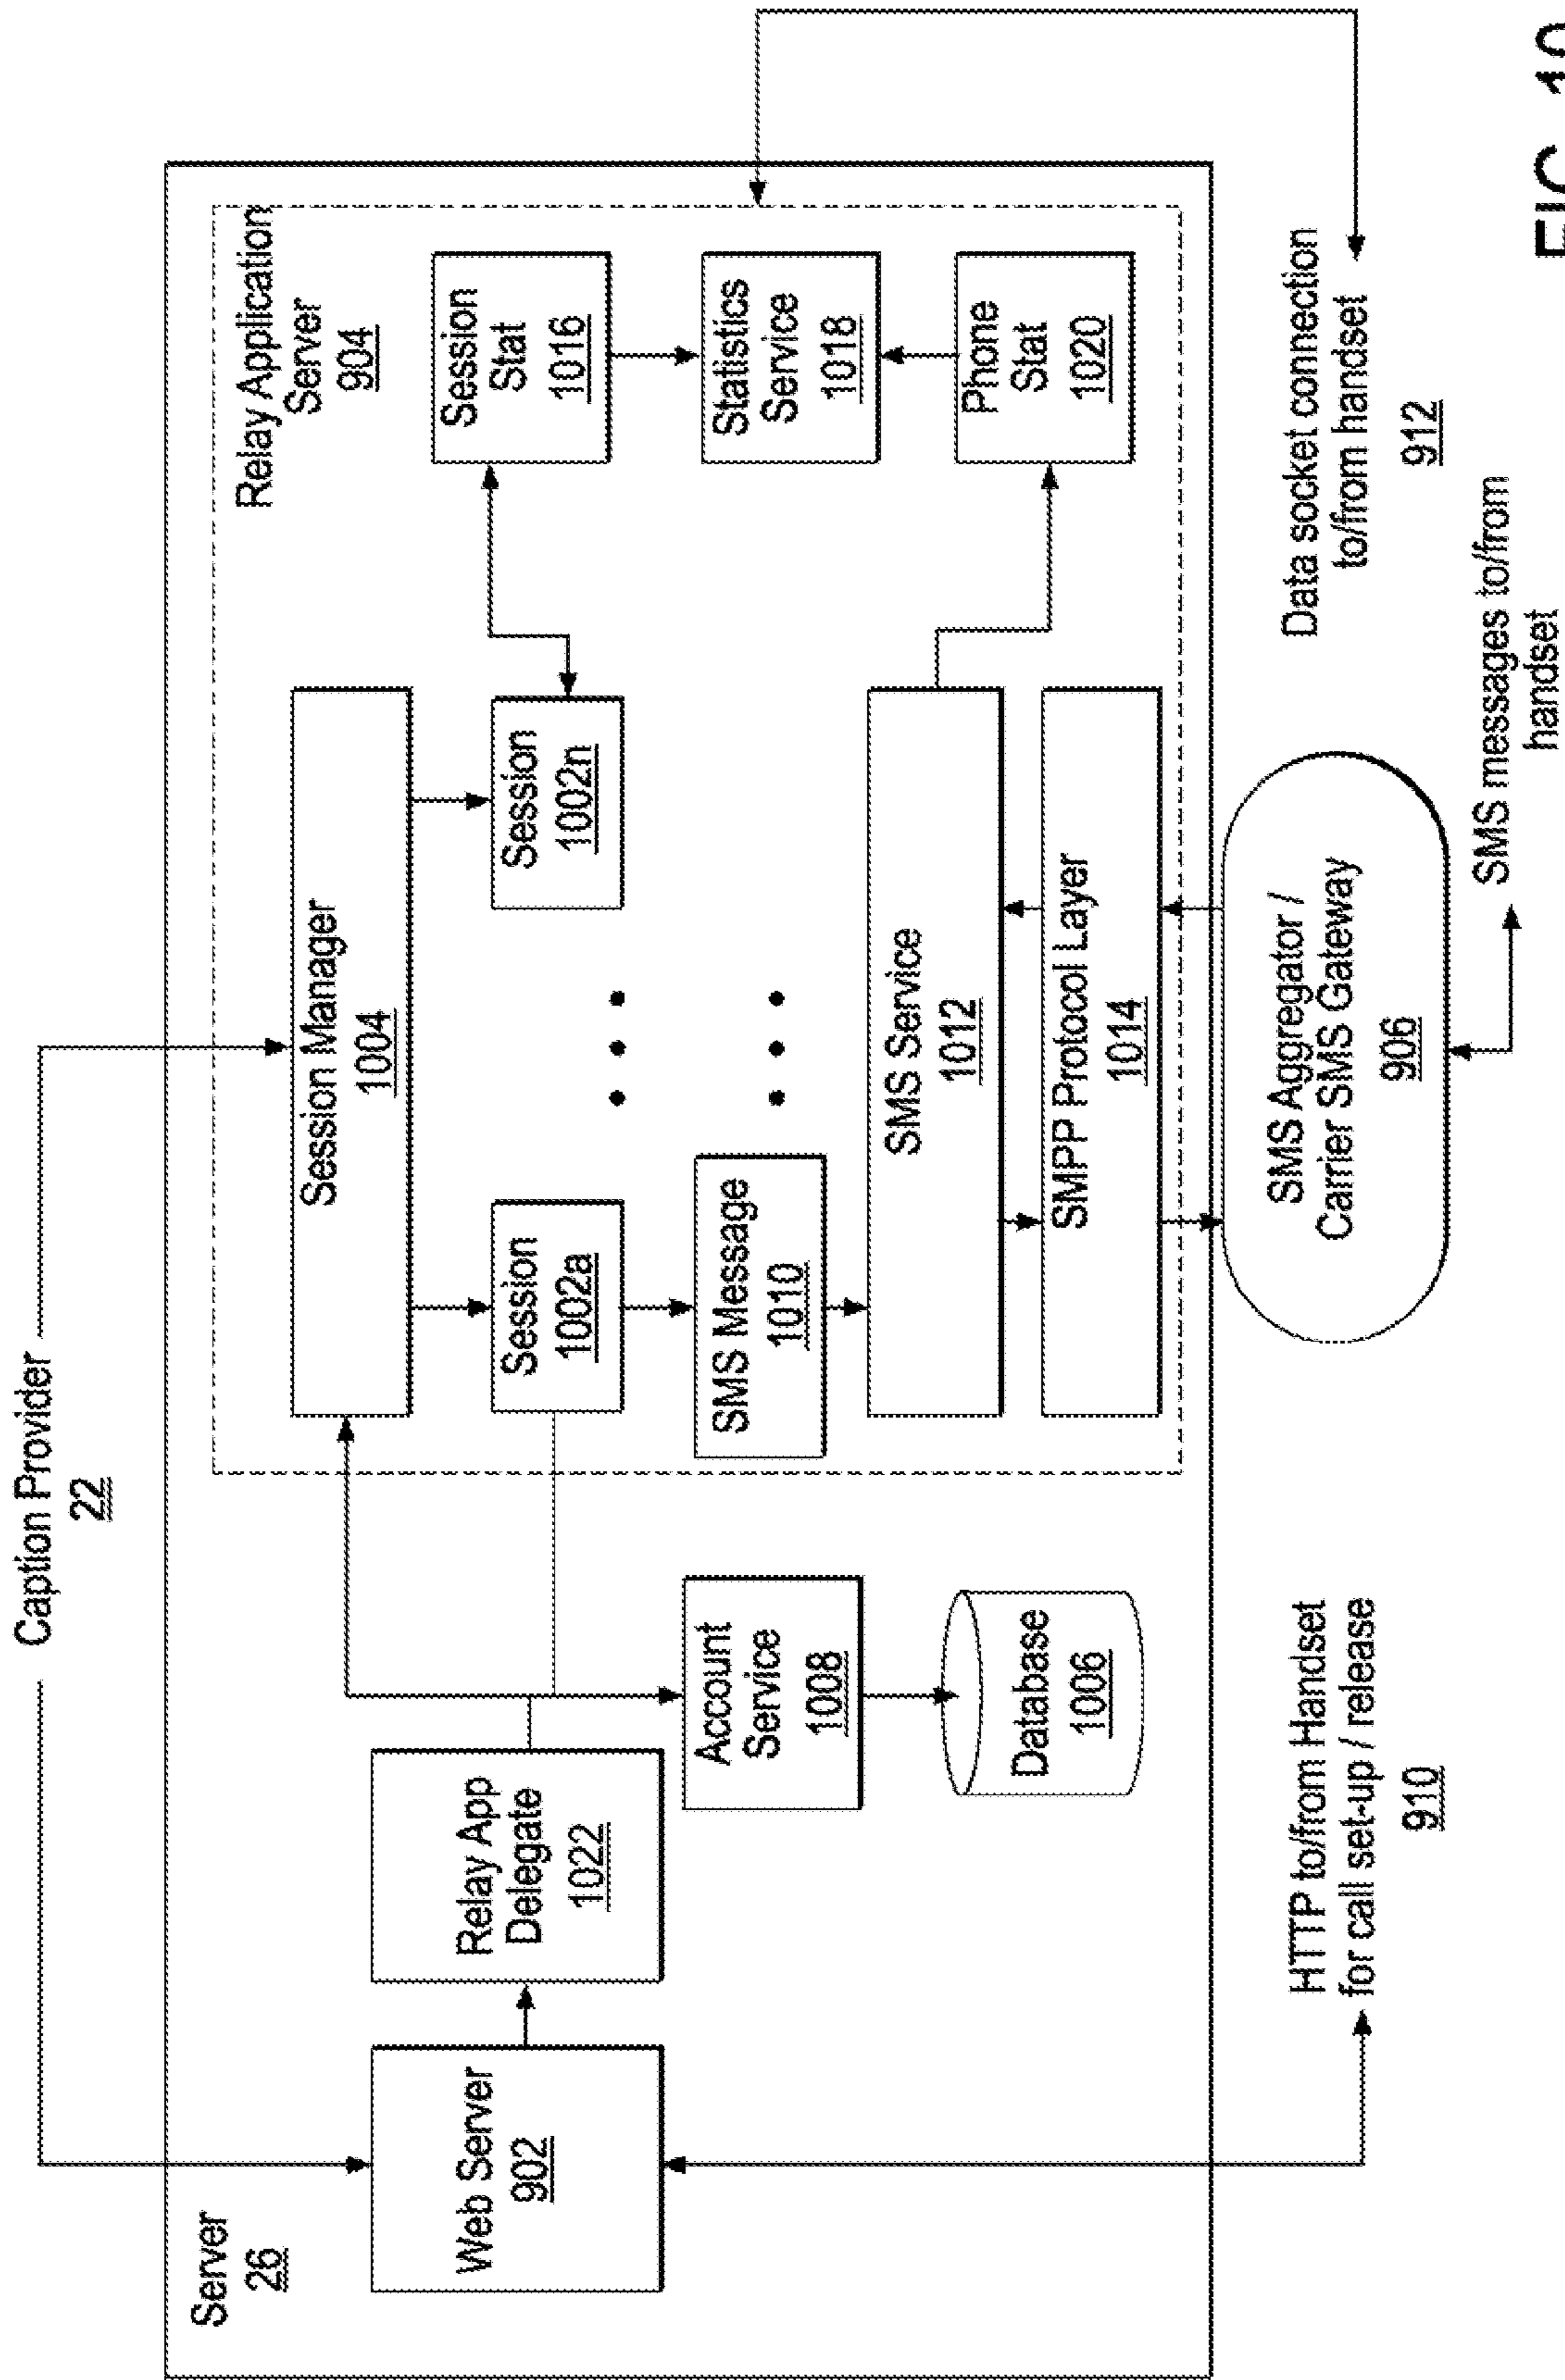 Caption Provider
22
Server
26
Web Server
902
Relay App
Delegate
1022
Account
Service
1008
Database
1006
HTTP to/from Handset
for call set-up / release
910
Relay Application
Server
904
Session Manager
1004
Session
1002a
Session
1002n
SMS Message
1010
SMS Service
1012
SMPP Protocol Layer
1014
Session
Stat
1016
Statistics
Service
1018
Phone
Stat
1020
SMS Aggregator /
Carrier SMS Gateway
906
Data socket connection
to/from handset
912
SMS messages to/from
handset